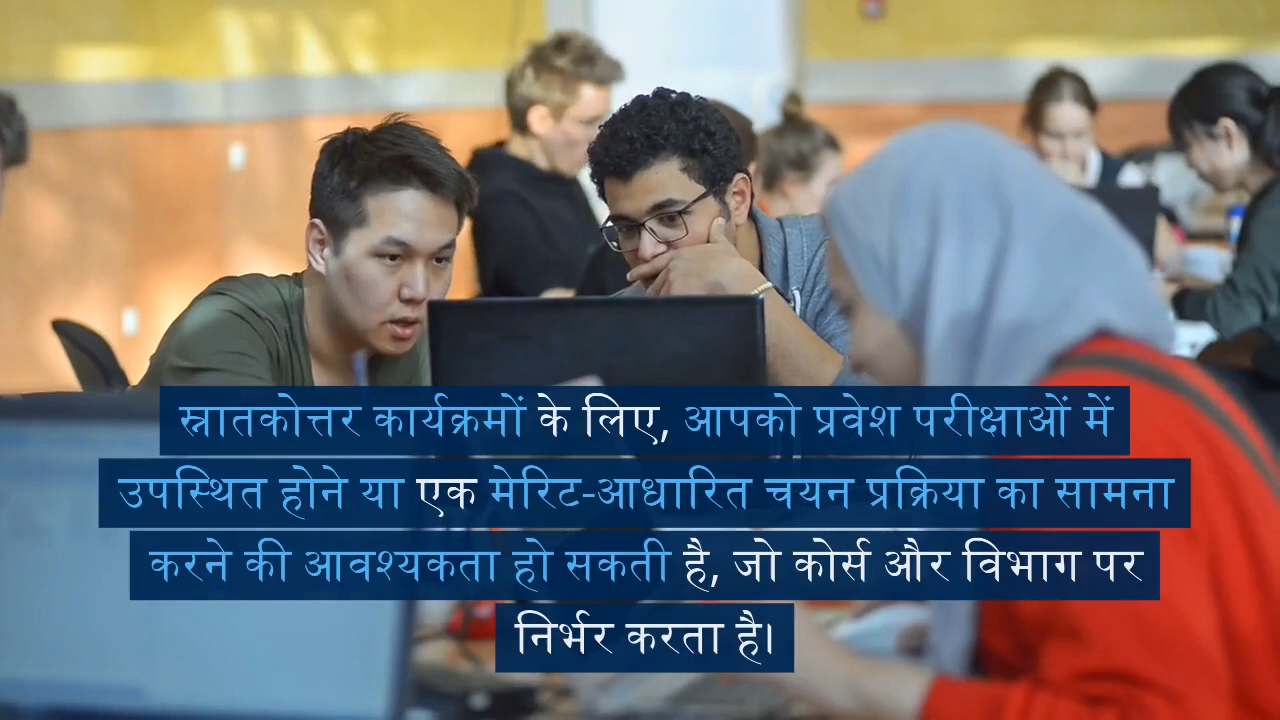 स्नातकोत्तर कार्यक्रमों के लिए, आपको प्रवेश परीक्षाओं में
उपस्थित होने या एक मेरिट-आधारित चयन प्रक्रिया का सामना
करने की आवश्यकता हो सकती है, जो कोर्स और विभाग पर
निर्भर करता है।